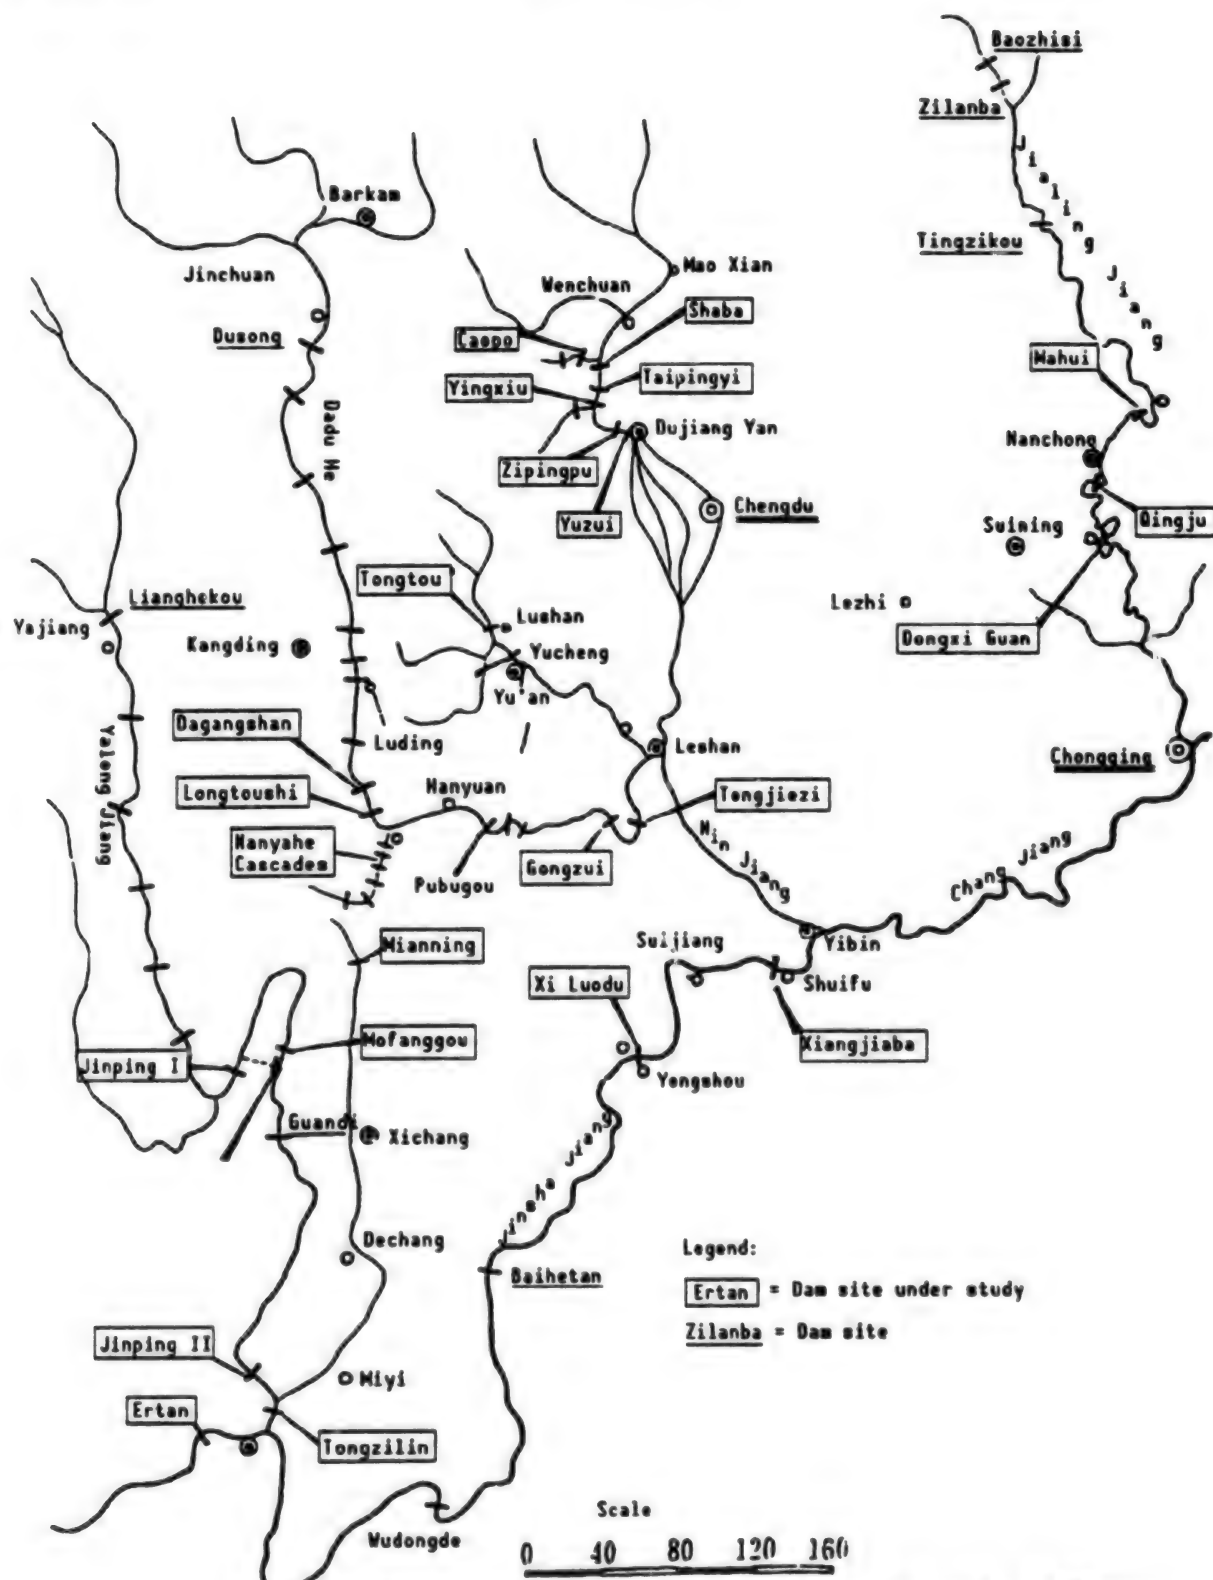 Baozhisi
Zilanba
Jialing Jiang
Barkam
Tingzikou
Jinchuan
Mao Xian
Wenchuan
Shaba
Dusong
Caopo
Mahui
Taipingyi
Yingxiu
Dadu He
Dujiang Yan
Nanchong
Zipingpu
Chengdu
Yuzui
Qingju
Suining
Tongtou
Lianghekou
Lushan
Lezhi
Yajiang
Kangding
Yucheng
Dongxi Guan
Yu'an
Dagangshan
Luding
Leshan
Chongqing
Yalong Jiang
Longtoushi
Hanyuan
Tongjiezi
Nanyahe
Cascades
Gongzui
Min Jiang
Chang Jiang
Pubugou
Mianning
Suijiang
Yibin
Xi Luodu
Shuifu
Mofanggou
Xiangjiaba
Jinping I
Yongshou
Guandi
Xichang
Jinsha Jiang
Dechang
Legend:
Baihetan
Ertan = Dam site under study
Zilanba = Dam site
Jinping II
Miyi
Ertan
Tongzilin
Scale
Wudongde
0 40 80 120 160